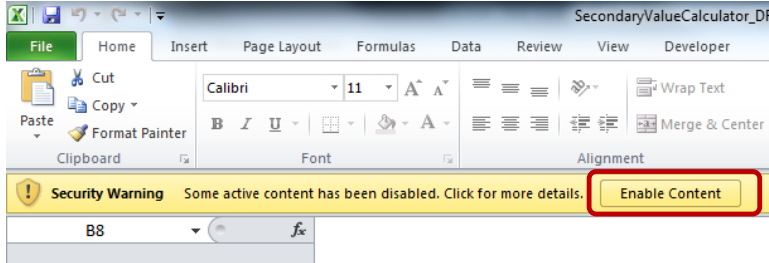 SecondaryValueCalculator_DF
File Home Insert Page Layout Formulas Data Review View Developer
Cut
Calibri 11 A A Wrap Text
Copy
Paste B I U A Merge & Center
Format Painter
Clipboard Font Alignment
Security Warning Some active content has been disabled. Click for more details. Enable Content
B8 fx